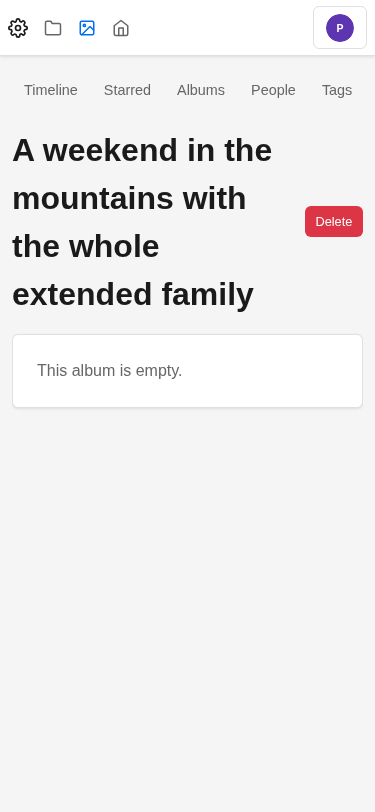 P
Timeline Starred Albums People Tags
A weekend in the
mountains with
the whole
extended family
Delete
This album is empty.